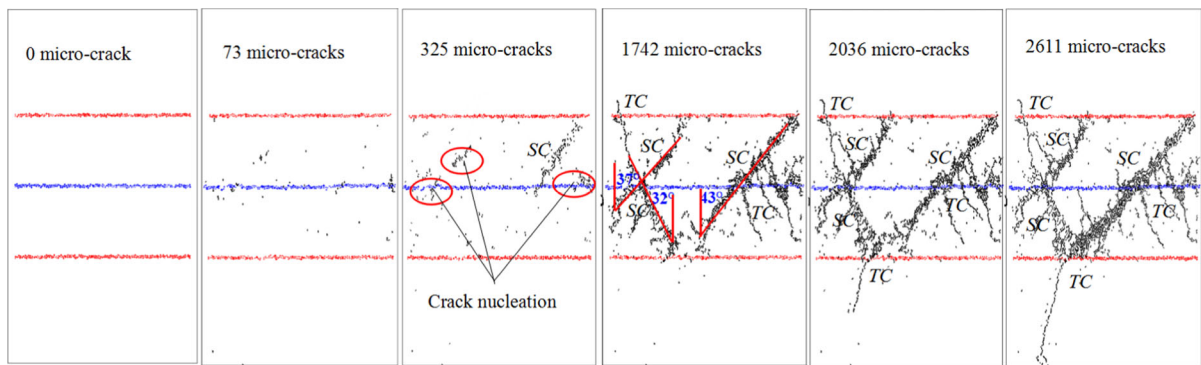 0 micro-crack
73 micro-cracks
325 micro-cracks
SC
Crack nucleation
1742 micro-cracks
TC
SC
37°
SC
32°
43°
TC
2036 micro-cracks
TC
SC
SC
TC
TC
2611 micro-cracks
TC
SC
SC
SC
TC
TC